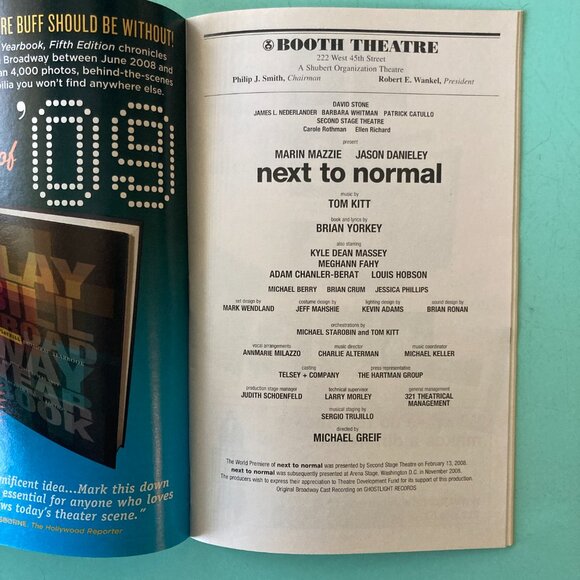 RE BUFF SHOULD BE WITHOUT!
Yearbook, Fifth Edition chronicles
Broadway between June 2008 and
an 4,000 photos, behind-the-scenes
bilia you won't find anywhere else.
of '09
LAY
BILL
ROAD
WAY
YEAR
BOOK
nificent idea...Mark this down
essential for anyone who loves
ws today's theater scene."
SBORNE The Hollywood Reporter
BOOTH THEATRE
222 West 45th Street
A Shubert Organization Theatre
Philip J. Smith, Chairman Robert E. Wankel, President
DAVID STONE
JAMES L. NEDERLANDER BARBARA WHITMAN PATRICK CATULLO
SECOND STAGE THEATRE
Carole Rothman Ellen Richard
present
MARIN MAZZIE JASON DANIELEY
next to normal
music by
TOM KITT
book and lyrics by
BRIAN YORKEY
also starring
KYLE DEAN MASSEY
MEGHANN FAHY
ADAM CHANLER-BERAT LOUIS HOBSON
MICHAEL BERRY BRIAN CRUM JESSICA PHILLIPS
set design by costume design by lighting design by sound design by
MARK WENDLAND JEFF MAHSHIE KEVIN ADAMS BRIAN RONAN
orchestrations by
MICHAEL STAROBIN and TOM KITT
vocal arrangements music director music coordinator
ANNMARIE MILAZZO CHARLIE ALTERMAN MICHAEL KELLER
casting press representative
TELSEY + COMPANY THE HARTMAN GROUP
production stage manager technical supervisor general management
JUDITH SCHOENFELD LARRY MORLEY 321 THEATRICAL
MANAGEMENT
musical staging by
SERGIO TRUJILLO
directed by
MICHAEL GREIF
The World Premiere of next to normal was presented by Second Stage Theatre on February 13, 2008.
next to normal was subsequently presented at Arena Stage, Washington D.C. in November 2008.
The producers wish to express their appreciation to Theatre Development Fund for its support of this production.
Original Broadway Cast Recording on GHOSTLIGHT RECORDS